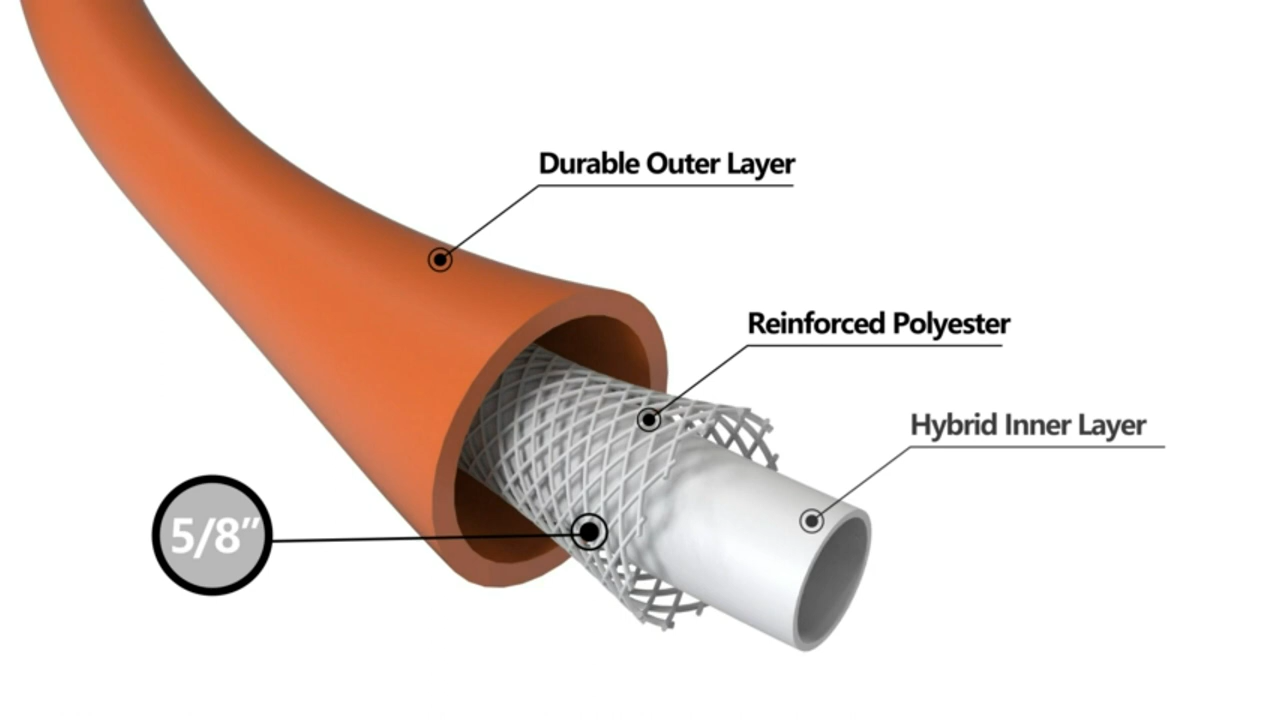 Durable Outer Layer
Reinforced Polyester
Hybrid Inner Layer
5/8”